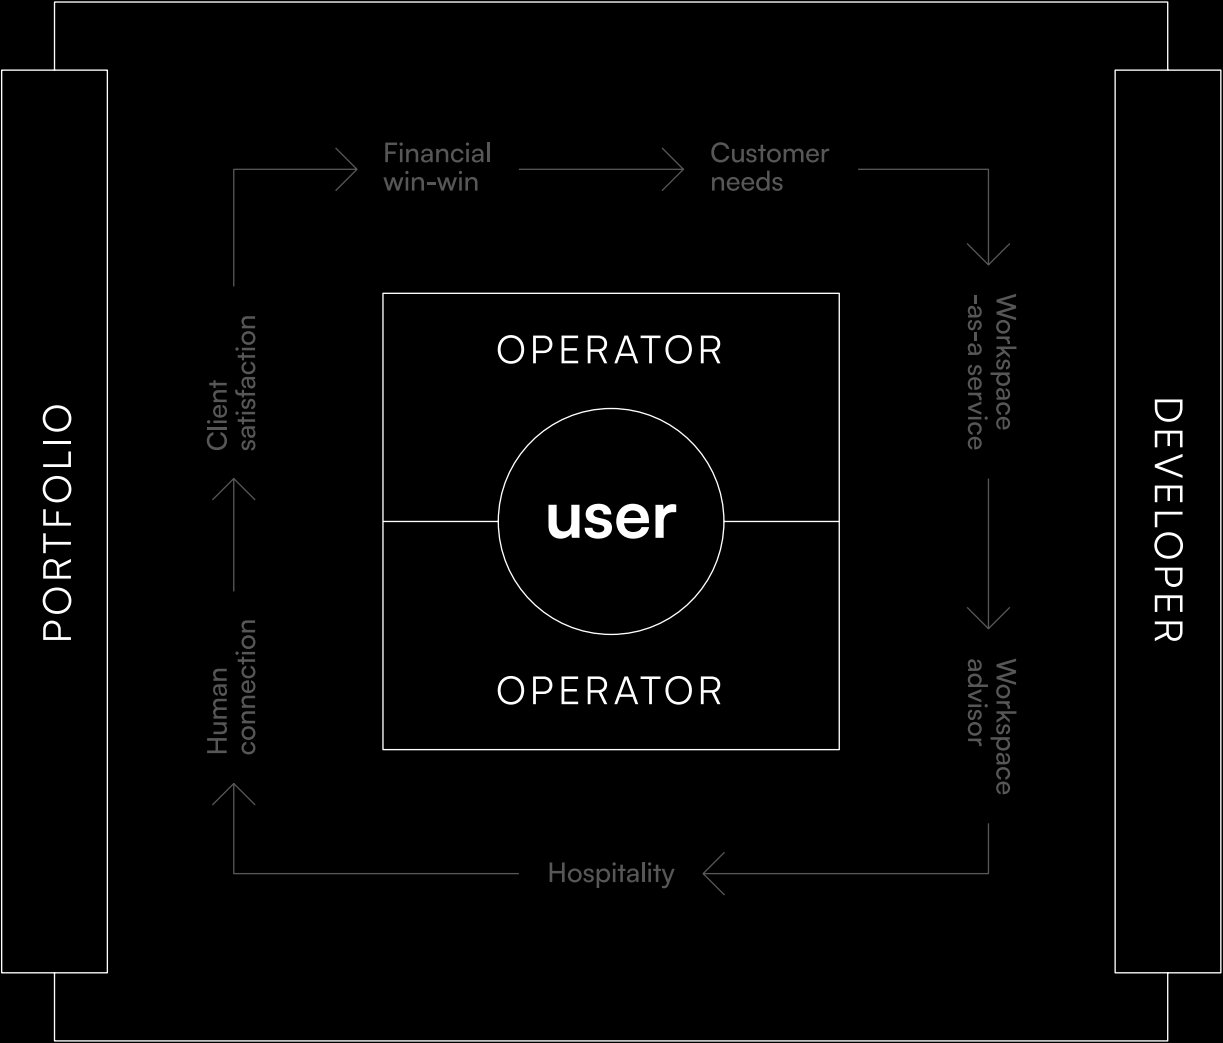 Financial
win-win
Customer
needs
Workspace
-as-a service
Workspace
advisor
Hospitality
Human
connection
Client
satisfaction
PORTFOLIO
OPERATOR
user
OPERATOR
DEVELOPER